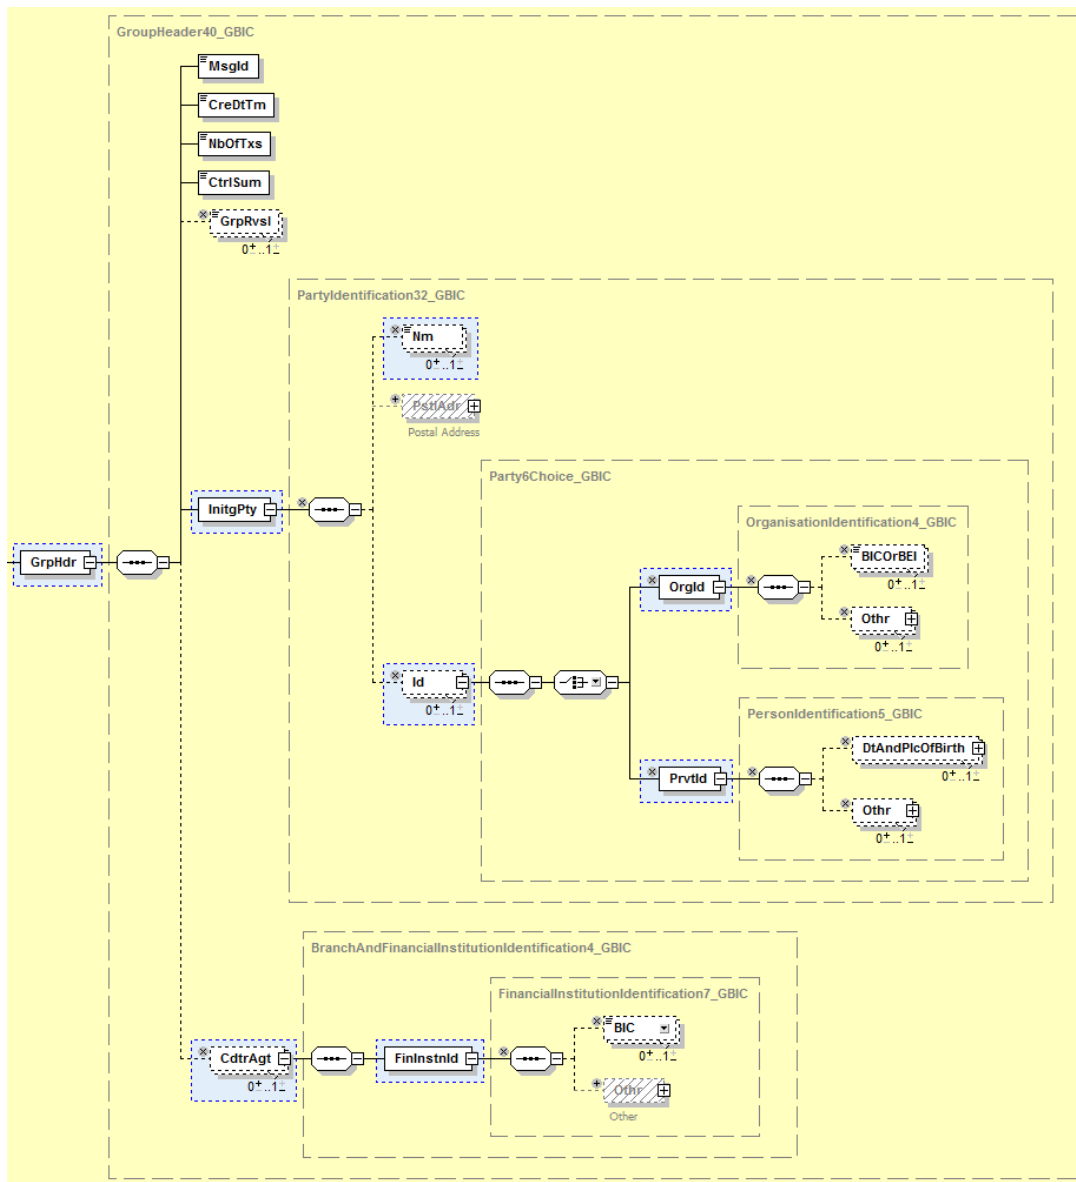 GroupHeader40_GBIC
MsgId
CreDtTm
NbOfTxs
CtrlSum
GrpRvsl
0..1
PartyIdentification32_GBIC
Nm
0..1
PstlAdr
Postal Address
Party6Choice_GBIC
InitgPty
OrganisationIdentification4_GBIC
BICOrBEI
0..1
GrpHdr
OrgId
Othr
0..1
Id
0..1
PersonIdentification5_GBIC
DtAndPlcOfBirth
0..1
PrvtId
Othr
0..1
BranchAndFinancialInstitutionIdentification4_GBIC
FinancialInstitutionIdentification7_GBIC
BIC
0..1
CdtrAgt
0..1
FinInstnId
Othr
Other